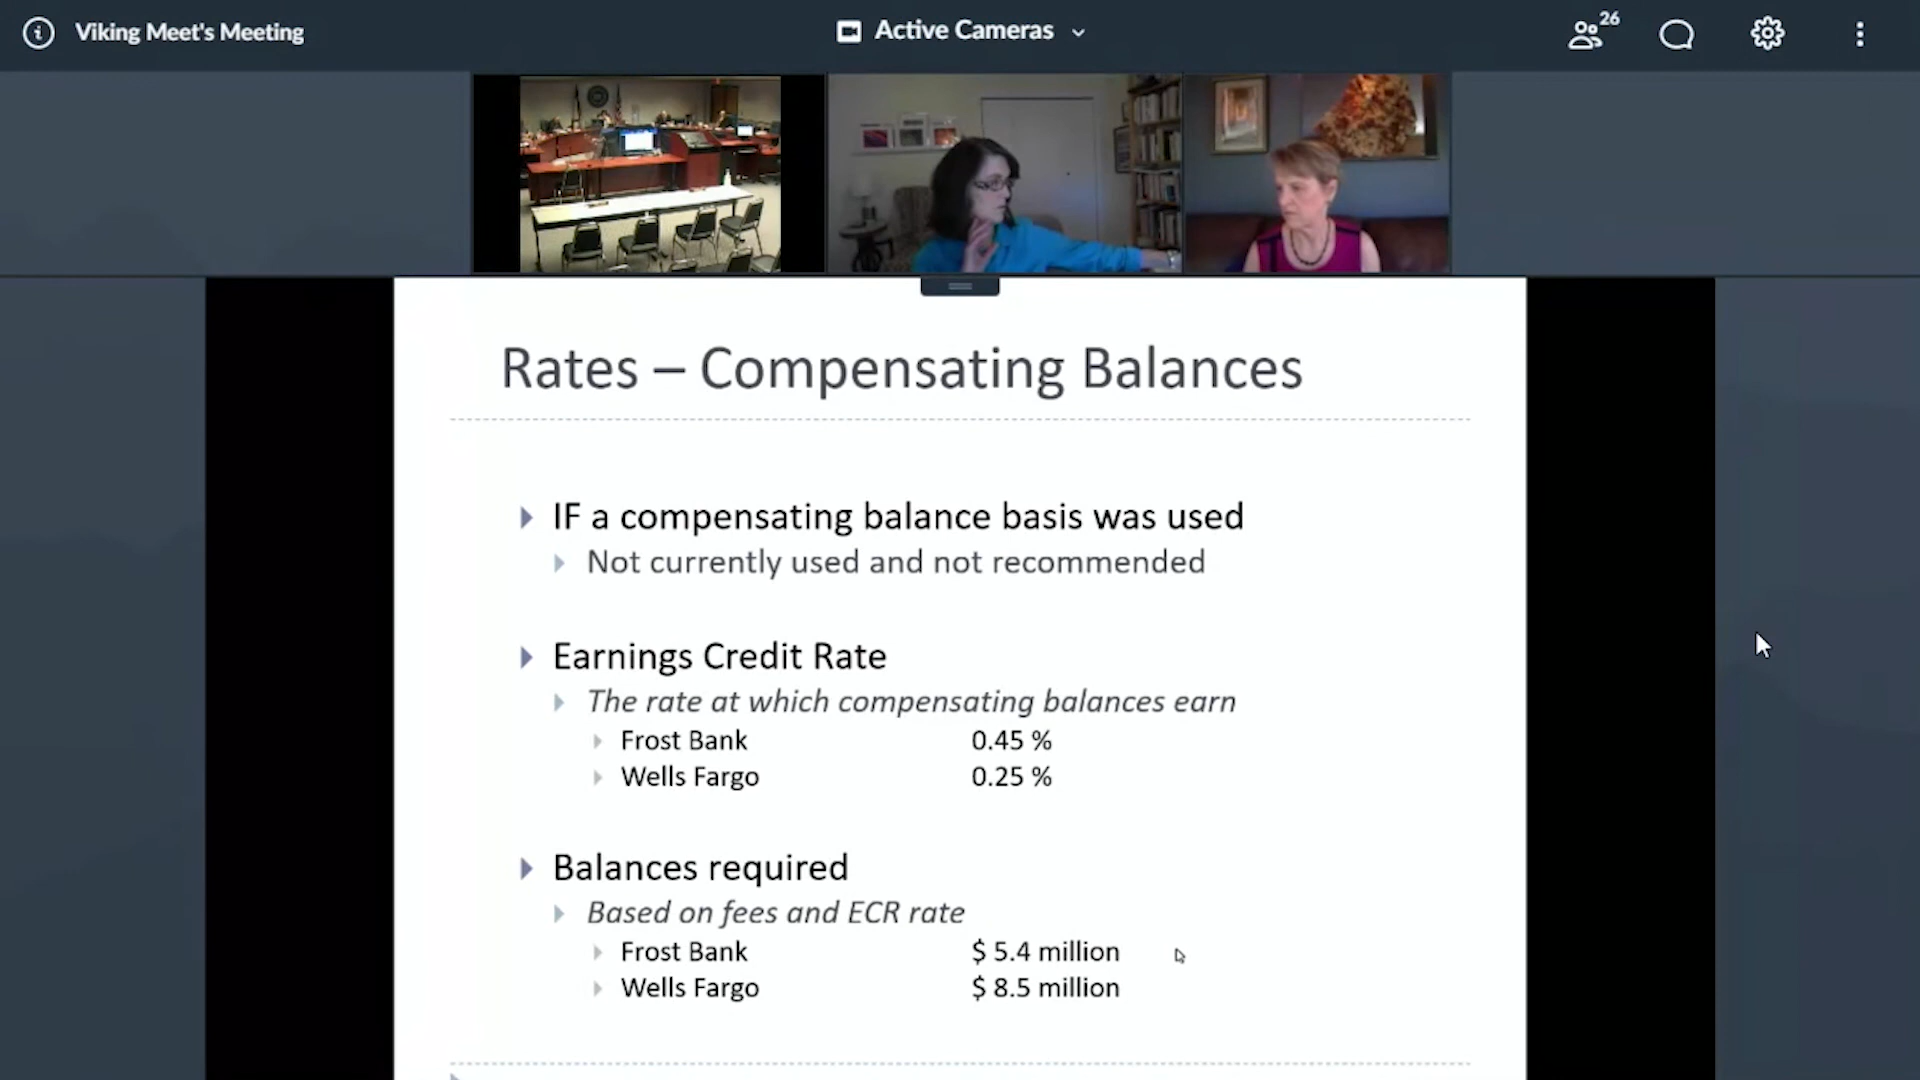 Viking Meet's Meeting
Active Cameras
26
Rates – Compensating Balances
IF a compensating balance basis was used
Not currently used and not recommended
Earnings Credit Rate
The rate at which compensating balances earn
Frost Bank 0.45 %
Wells Fargo 0.25 %
Balances required
Based on fees and ECR rate
Frost Bank $ 5.4 million
Wells Fargo $ 8.5 million